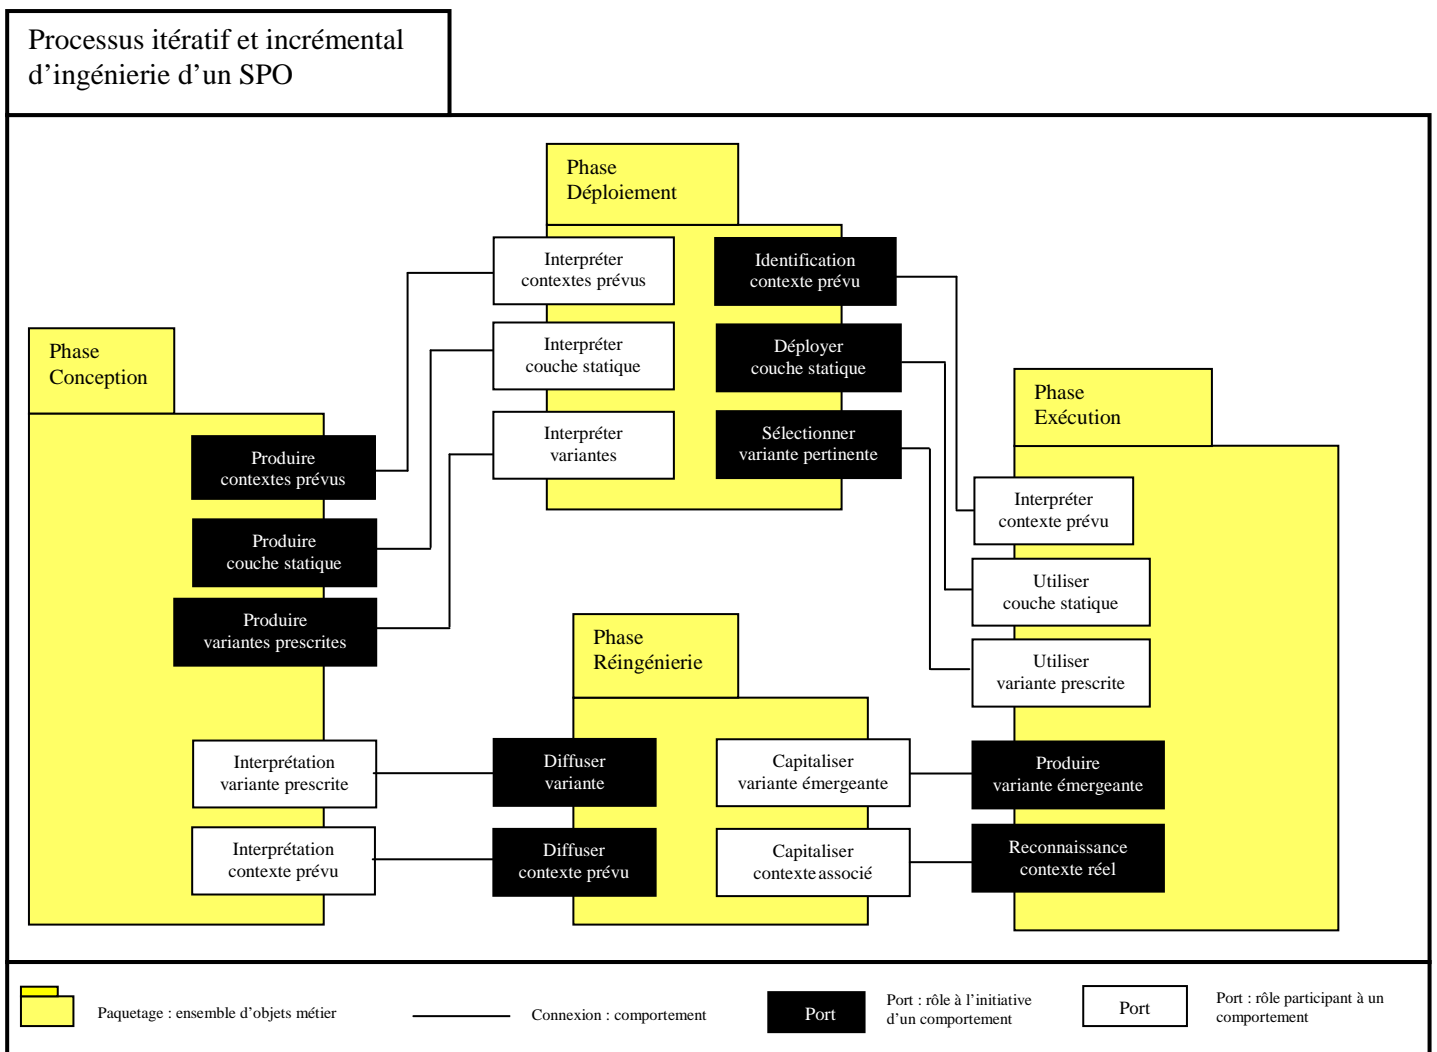 Processus itératif et incrémental
d’ingénierie d’un SPO
Phase
Déploiement
Interpréter
contextes prévus
Identification
contexte prévu
Interpréter
couche statique
Déployer
couche statique
Interpréter
variantes
Sélectionner
variante pertinente
Phase
Conception
Produire
contextes prévus
Produire
couche statique
Produire
variantes prescrites
Interprétation
variante prescrite
Interprétation
contexte prévu
Phase
Réingénierie
Diffuser
variante
Capitaliser
variante émergeante
Diffuser
contexte prévu
Capitaliser
contexte associé
Phase
Exécution
Interpréter
contexte prévu
Utiliser
couche statique
Utiliser
variante prescrite
Produire
variante émergeante
Reconnaissance
contexte réel
Paquetage : ensemble d’objets métier
Connexion : comportement
Port
Port : rôle à l’initiative
d’un comportement
Port
Port : rôle participant à un
comportement